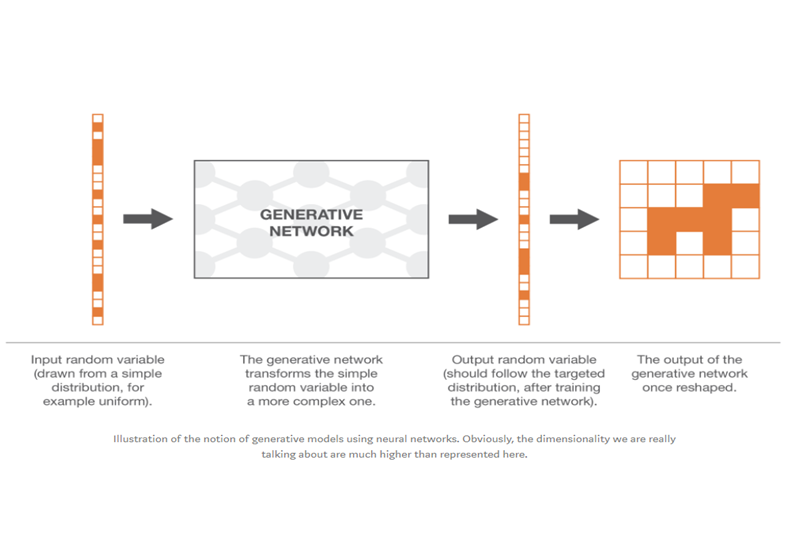 GENERATIVE
NETWORK
Input random variable
(drawn from a simple
distribution, for
example uniform).
The generative network
transforms the simple
random variable into
a more complex one.
Output random variable
(should follow the targeted
distribution, after training
the generative network).
The output of the
generative network
once reshaped.
Illustration of the notion of generative models using neural networks. Obviously, the dimensionality we are really
talking about are much higher than represented here.